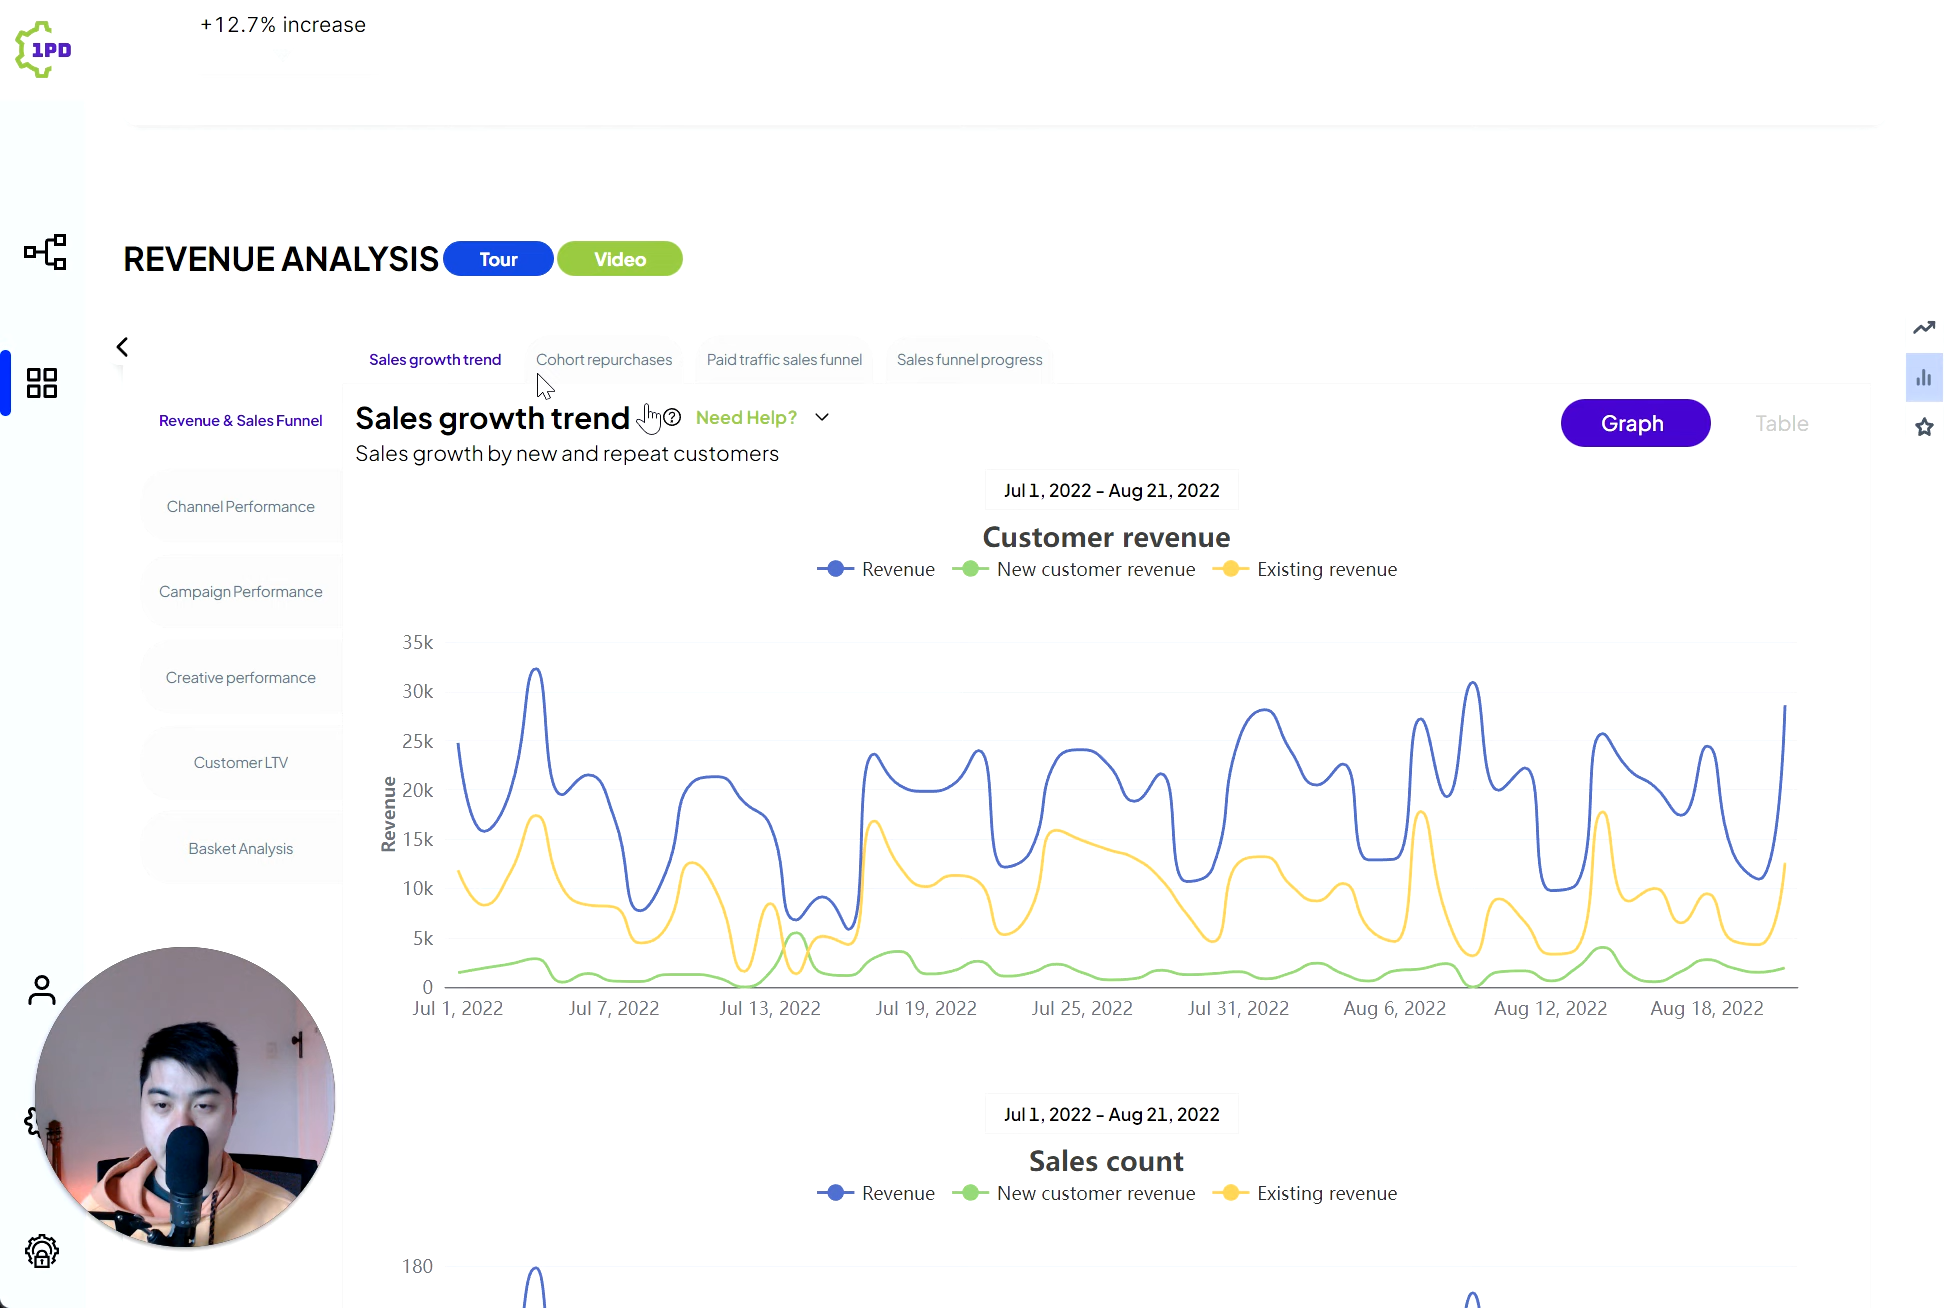 +12.7% increase
1PD
REVENUE ANALYSIS
Tour
Video
Sales growth trend
Cohort repurchases
Paid traffic sales funnel
Sales funnel progress
Revenue & Sales Funnel
Channel Performance
Campaign Performance
Creative performance
Customer LTV
Basket Analysis
Sales growth trend
Need Help?
Sales growth by new and repeat customers
Graph
Table
Jul 1, 2022 - Aug 21, 2022
Customer revenue
Revenue
New customer revenue
Existing revenue
Revenue
35k
30k
25k
20k
15k
10k
5k
0
Jul 1, 2022
Jul 7, 2022
Jul 13, 2022
Jul 19, 2022
Jul 25, 2022
Jul 31, 2022
Aug 6, 2022
Aug 12, 2022
Aug 18, 2022
Jul 1, 2022 - Aug 21, 2022
Sales count
Revenue
New customer revenue
Existing revenue
180